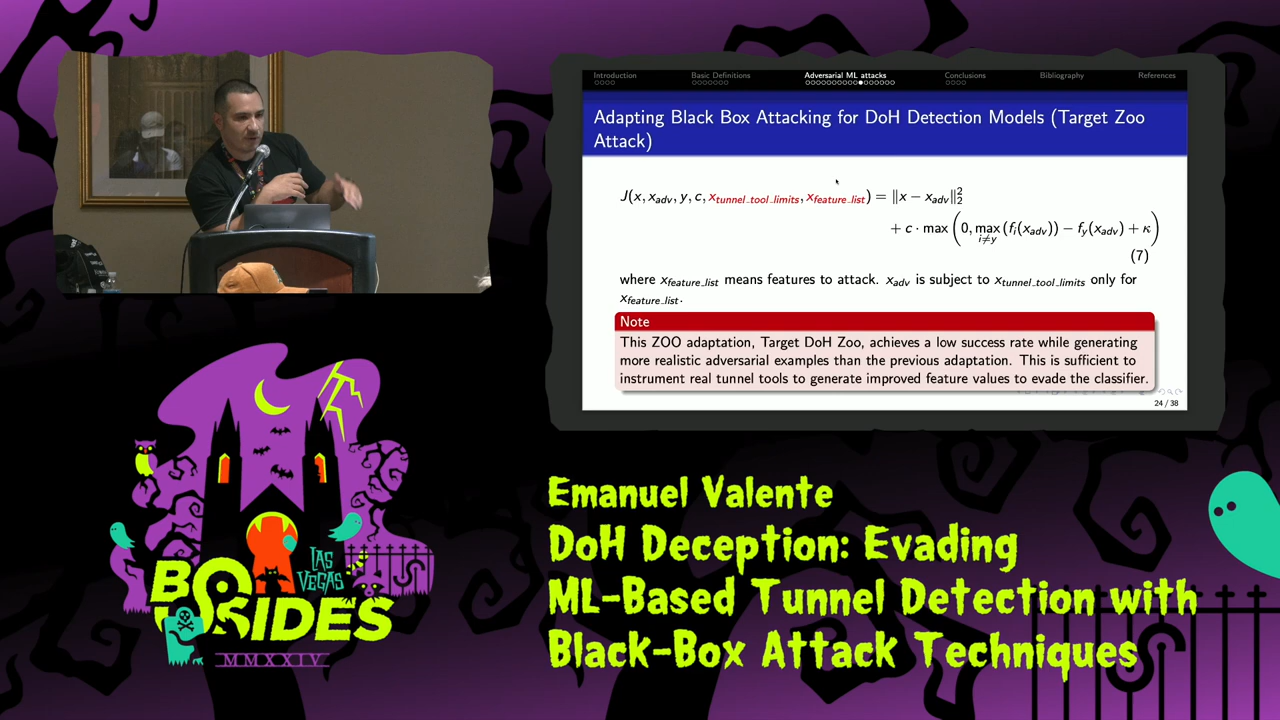 Introduction
Basic Definitions
Adversarial ML attacks
Conclusions
Bibliography
References
Adapting Black Box Attacking for DoH Detection Models (Target Zoo
Attack)
J(x, x_adv, y, c, x_tunnel_tool_limits, x_feature_list) = ‖x − x_adv‖₂²
+ c · max (0, max_{i≠y} (f_i(x_adv)) − f_y(x_adv) + κ)
(7)
where x_feature_list means features to attack. x_adv is subject to x_tunnel_tool_limits only for
x_feature_list.
Note
This ZOO adaptation, Target DoH Zoo, achieves a low success rate while generating
more realistic adversarial examples than the previous adaptation. This is sufficient to
instrument real tunnel tools to generate improved feature values to evade the classifier.
24 / 38
BSIDES
LAS
VEGAS
MMXXIV
Emanuel Valente
DoH Deception: Evading
ML-Based Tunnel Detection with
Black-Box Attack Techniques